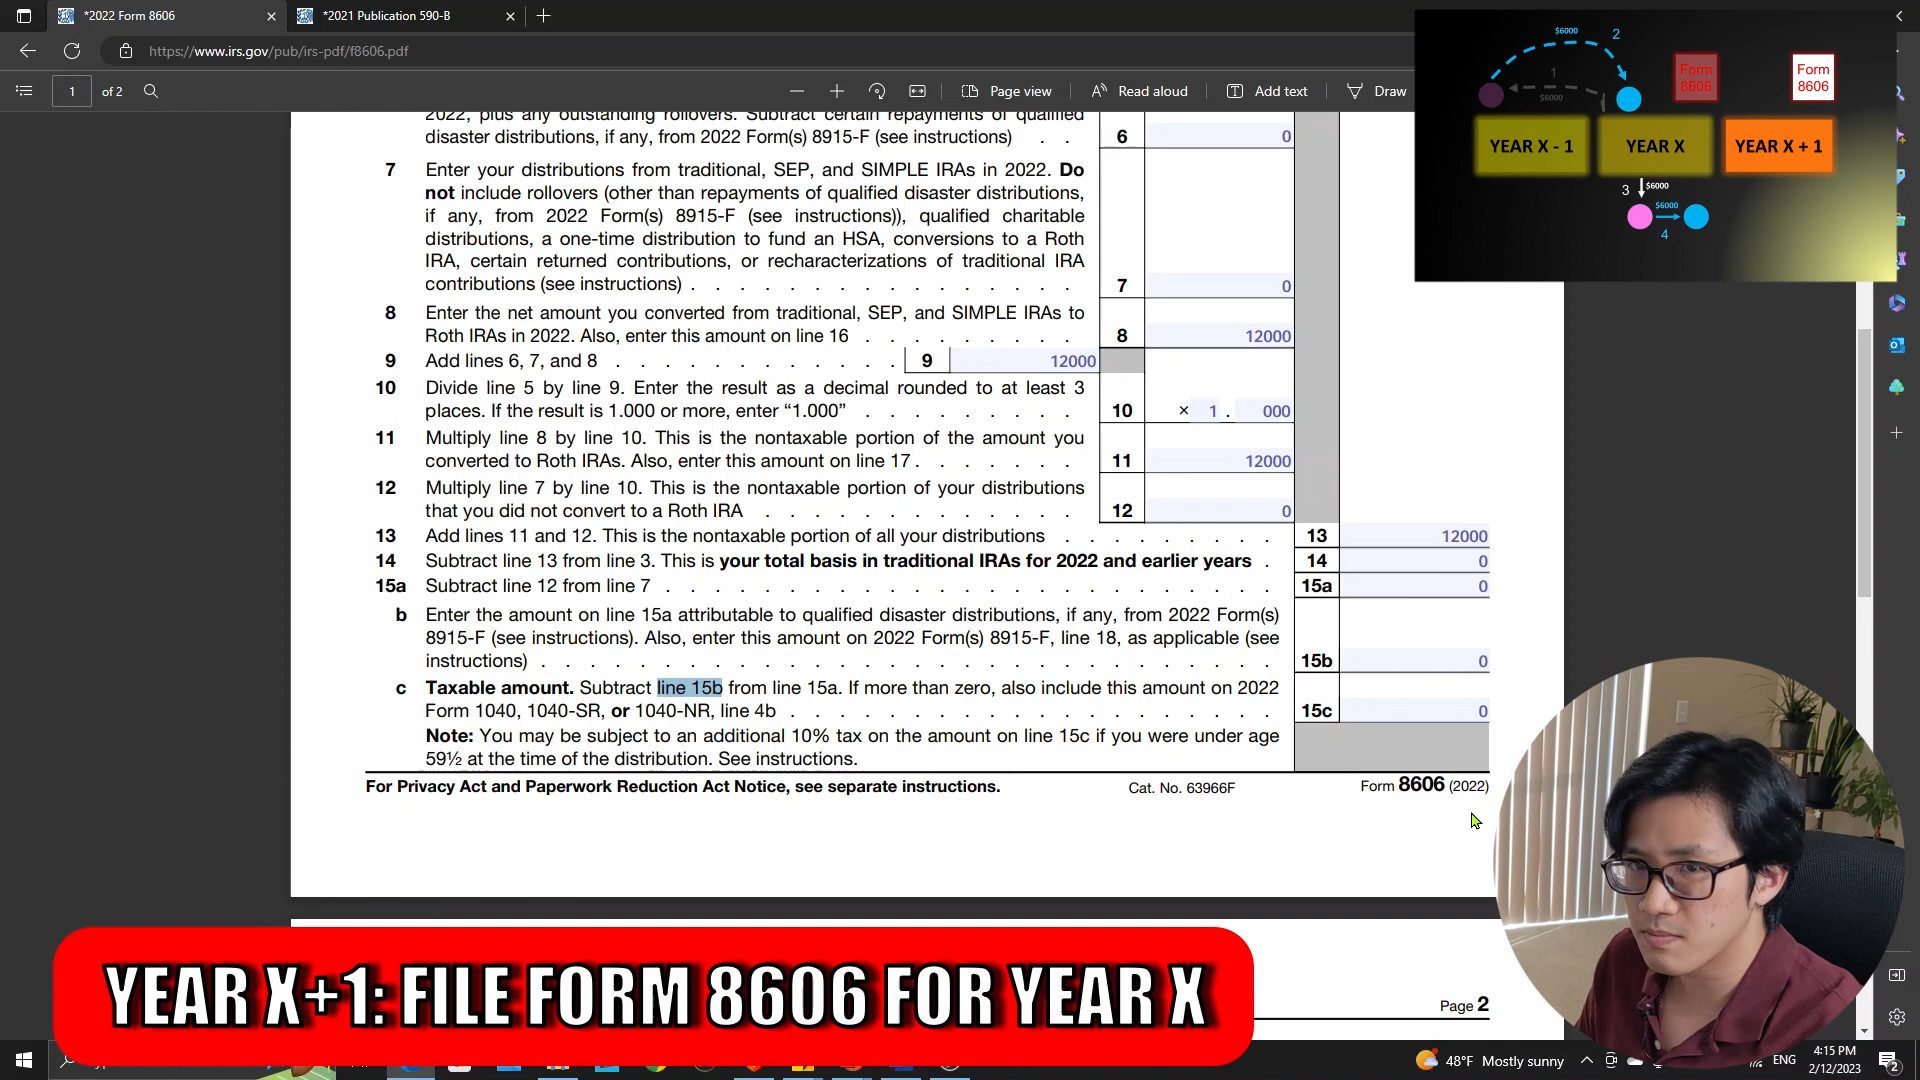 *2022 Form 8606
*2021 Publication 590-B
https://www.irs.gov/pub/irs-pdf/f8606.pdf
1 of 2
Page view
Read aloud
Add text
Draw
2022, plus any outstanding rollovers. Subtract certain repayments of qualified
disaster distributions, if any, from 2022 Form(s) 8915-F (see instructions) . . 6 0
7 Enter your distributions from traditional, SEP, and SIMPLE IRAs in 2022. Do
not include rollovers (other than repayments of qualified disaster distributions,
if any, from 2022 Form(s) 8915-F (see instructions)), qualified charitable
distributions, a one-time distribution to fund an HSA, conversions to a Roth
IRA, certain returned contributions, or recharacterizations of traditional IRA
contributions (see instructions) . . . . . . . . . . . . . . 7 0
8 Enter the net amount you converted from traditional, SEP, and SIMPLE IRAs to
Roth IRAs in 2022. Also, enter this amount on line 16 . . . . . . . . 8 12000
9 Add lines 6, 7, and 8 . . . . . . . . . . . 9 12000
10 Divide line 5 by line 9. Enter the result as a decimal rounded to at least 3
places. If the result is 1.000 or more, enter “1.000” . . . . . . . . 10 × 1 . 000
11 Multiply line 8 by line 10. This is the nontaxable portion of the amount you
converted to Roth IRAs. Also, enter this amount on line 17 . . . . . . 11 12000
12 Multiply line 7 by line 10. This is the nontaxable portion of your distributions
that you did not convert to a Roth IRA . . . . . . . . . . . . 12 0
13 Add lines 11 and 12. This is the nontaxable portion of all your distributions . . . . . . . . . 13 12000
14 Subtract line 13 from line 3. This is your total basis in traditional IRAs for 2022 and earlier years . 14 0
15a Subtract line 12 from line 7 . . . . . . . . . . . . . . . . . . . . . . 15a 0
b Enter the amount on line 15a attributable to qualified disaster distributions, if any, from 2022 Form(s)
8915-F (see instructions). Also, enter this amount on 2022 Form(s) 8915-F, line 18, as applicable (see
instructions) . . . . . . . . . . . . . . . . . . . . . . . . . . . 15b 0
c Taxable amount. Subtract line 15b from line 15a. If more than zero, also include this amount on 2022
Form 1040, 1040-SR, or 1040-NR, line 4b . . . . . . . . . . . . . . . . . 15c 0
Note: You may be subject to an additional 10% tax on the amount on line 15c if you were under age
59½ at the time of the distribution. See instructions.
For Privacy Act and Paperwork Reduction Act Notice, see separate instructions. Cat. No. 63966F Form 8606 (2022)
Page 2
$6000
2
1
$6000
Form
8606
Form
8606
YEAR X - 1
YEAR X
YEAR X + 1
3
$6000
$6000
4
YEAR X+1: FILE FORM 8606 FOR YEAR X
48°F Mostly sunny
ENG
4:15 PM
2/12/2023
2